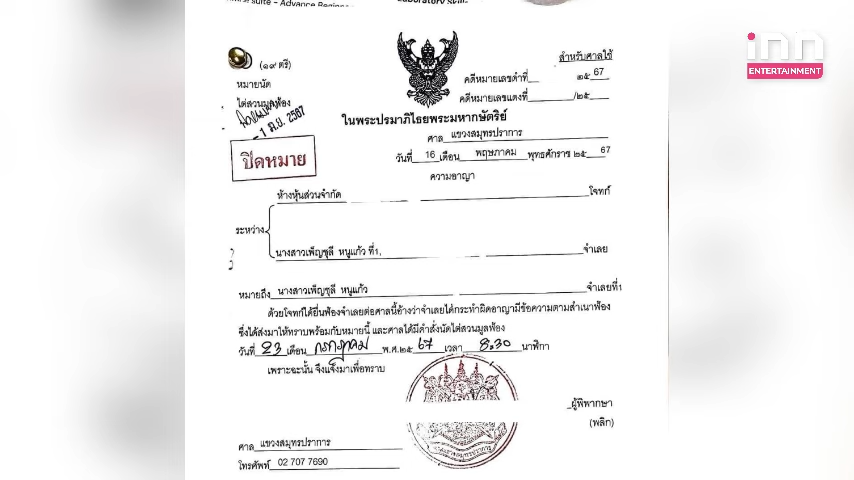 inn
ENTERTAINMENT
(๑๙ ตรี)
สำหรับศาลใช้
หมายนัด
คดีหมายเลขดำที่ ๒๕ 67
ไต่สวนมูลฟ้อง
คดีหมายเลขแดงที่ /๒๕
- 1 มิ.ย. 2567
ในพระปรมาภิไธยพระมหากษัตริย์
ศาล แขวงสมุทรปราการ
ปิดหมาย
วันที่ 16 เดือน พฤษภาคม พุทธศักราช ๒๕ 67
ความอาญา
ห้างหุ้นส่วนจำกัด โจทก์
ระหว่าง
นางสาวเพ็ญชุลี หนูแก้ว ที่1, จำเลย
หมายถึง นางสาวเพ็ญชุลี หนูแก้ว จำเลยที่1
ด้วยโจทก์ได้ยื่นฟ้องจำเลยต่อศาลนี้อ้างว่าจำเลยได้กระทำผิดอาญามีข้อความตามสำเนาฟ้อง
ซึ่งได้ส่งมาให้ทราบพร้อมกับหมายนี้ และศาลได้มีคำสั่งนัดไต่สวนมูลฟ้อง
วันที่ 23 เดือน กรกฎาคม พ.ศ.๒๕ 67 เวลา 8.30 นาฬิกา
เพราะฉะนั้น จึงแจ้งมาเพื่อทราบ
ผู้พิพากษา
(พลิก)
ศาล แขวงสมุทรปราการ
โทรศัพท์ 02 707 7690